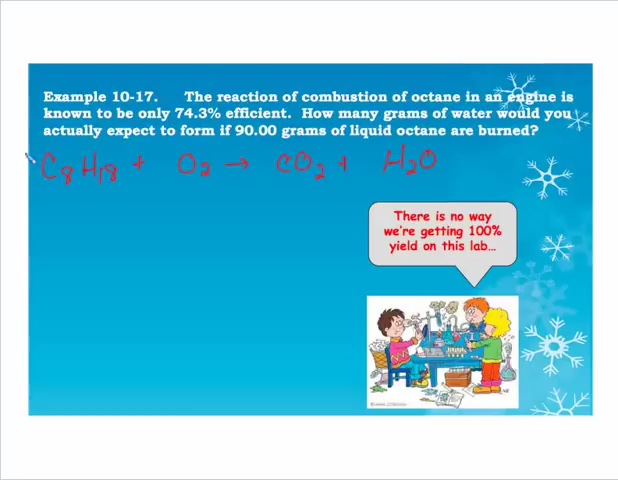 Example 10-17. The reaction of combustion of octane in an engine is
known to be only 74.3% efficient. How many grams of water would you
actually expect to form if 90.00 grams of liquid octane are burned?
C₈H₁₈ + O₂ → CO₂ + H₂O
There is no way
we're getting 100%
yield on this lab...